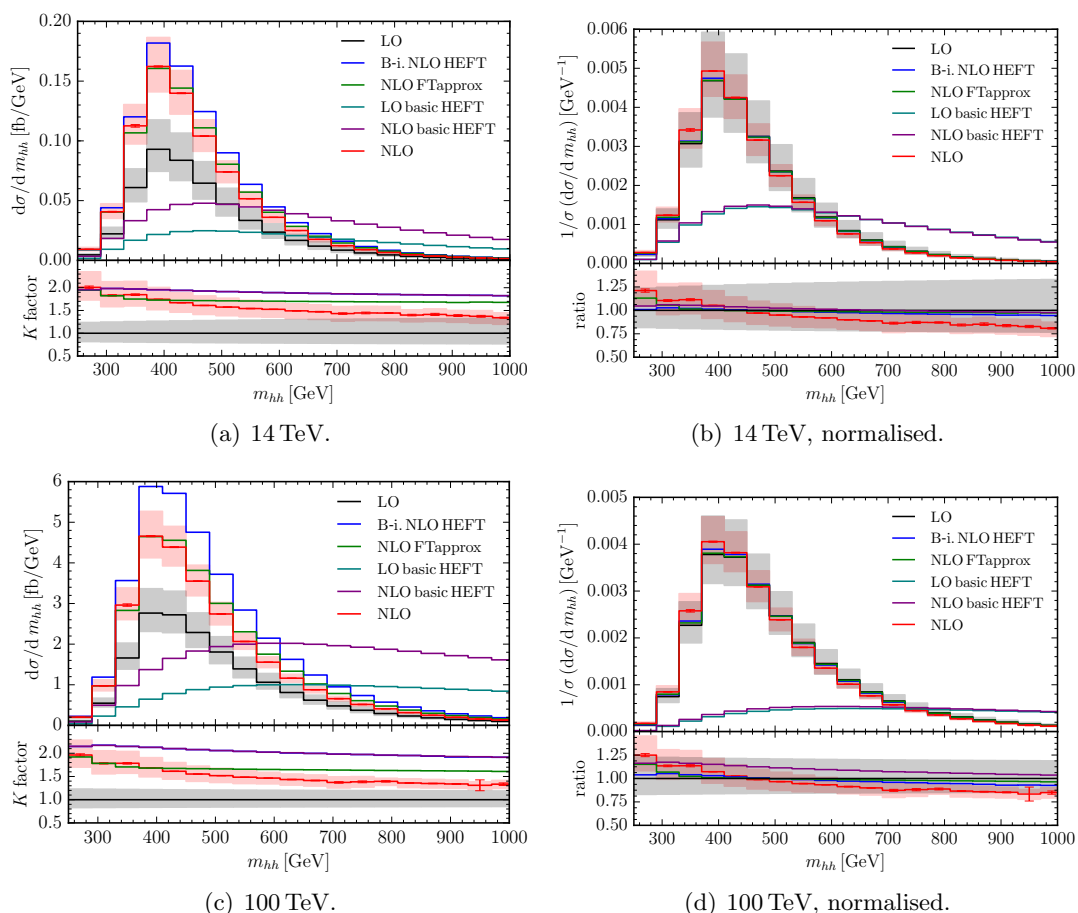 0.20
0.15
0.10
0.05
0.00
dσ/d m_hh [fb/GeV]
LO
B-i. NLO HEFT
NLO FTapprox
LO basic HEFT
NLO basic HEFT
NLO
2.0
1.5
1.0
0.5
K factor
300 400 500 600 700 800 900 1000
m_hh [GeV]
(a) 14 TeV.
0.006
0.005
0.004
0.003
0.002
0.001
0.000
1/σ (dσ/d m_hh) [GeV⁻¹]
LO
B-i. NLO HEFT
NLO FTapprox
LO basic HEFT
NLO basic HEFT
NLO
1.25
1.00
0.75
0.50
ratio
300 400 500 600 700 800 900 1000
m_hh [GeV]
(b) 14 TeV, normalised.
6
5
4
3
2
1
0
dσ/d m_hh [fb/GeV]
LO
B-i. NLO HEFT
NLO FTapprox
LO basic HEFT
NLO basic HEFT
NLO
2.0
1.5
1.0
0.5
K factor
300 400 500 600 700 800 900 1000
m_hh [GeV]
(c) 100 TeV.
0.005
0.004
0.003
0.002
0.001
0.000
1/σ (dσ/d m_hh) [GeV⁻¹]
LO
B-i. NLO HEFT
NLO FTapprox
LO basic HEFT
NLO basic HEFT
NLO
1.25
1.00
0.75
0.50
ratio
300 400 500 600 700 800 900 1000
m_hh [GeV]
(d) 100 TeV, normalised.